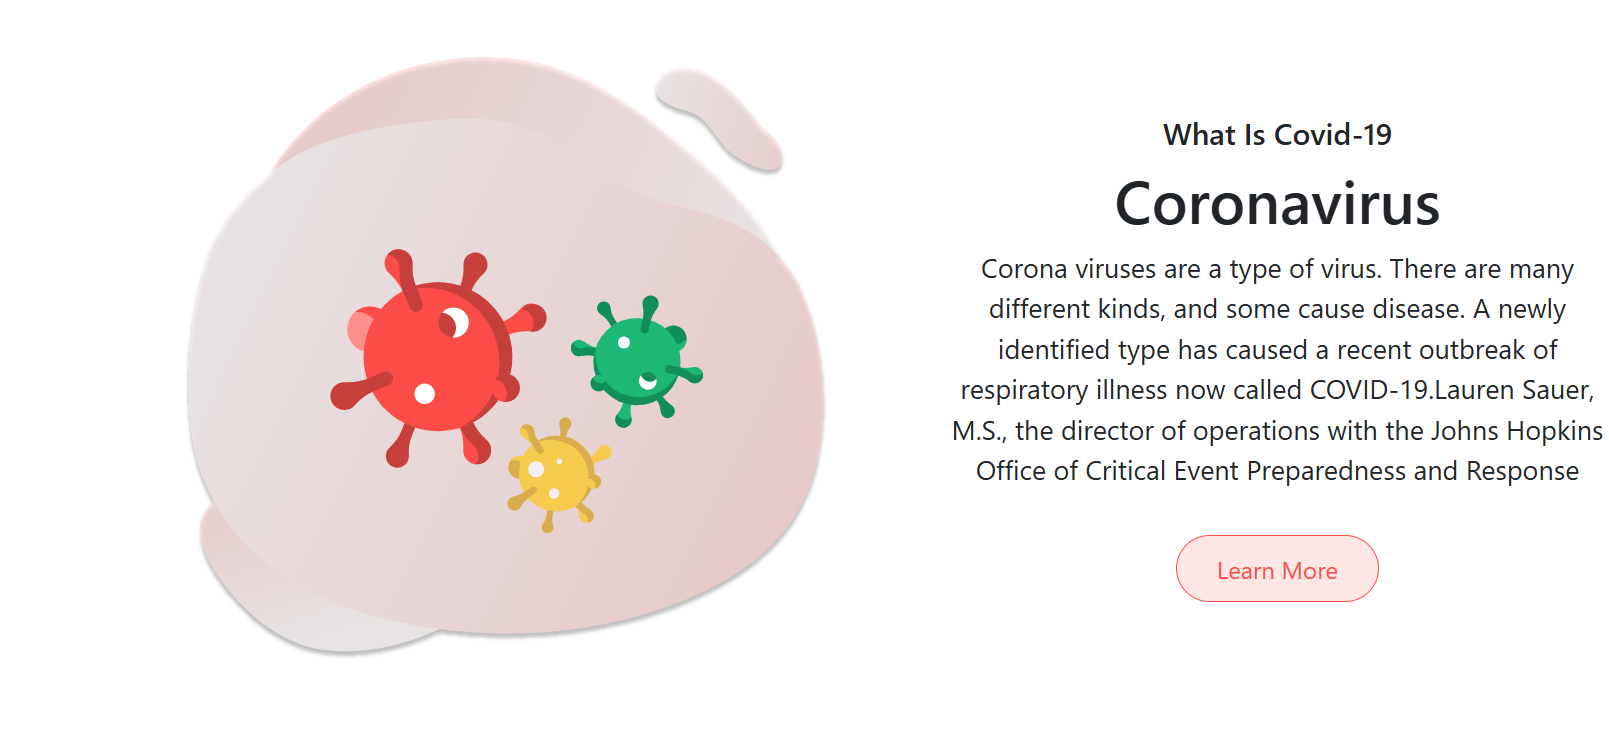 What Is Covid-19
Coronavirus
Corona viruses are a type of virus. There are many
different kinds, and some cause disease. A newly
identified type has caused a recent outbreak of
respiratory illness now called COVID-19.Lauren Sauer,
M.S., the director of operations with the Johns Hopkins
Office of Critical Event Preparedness and Response
Learn More